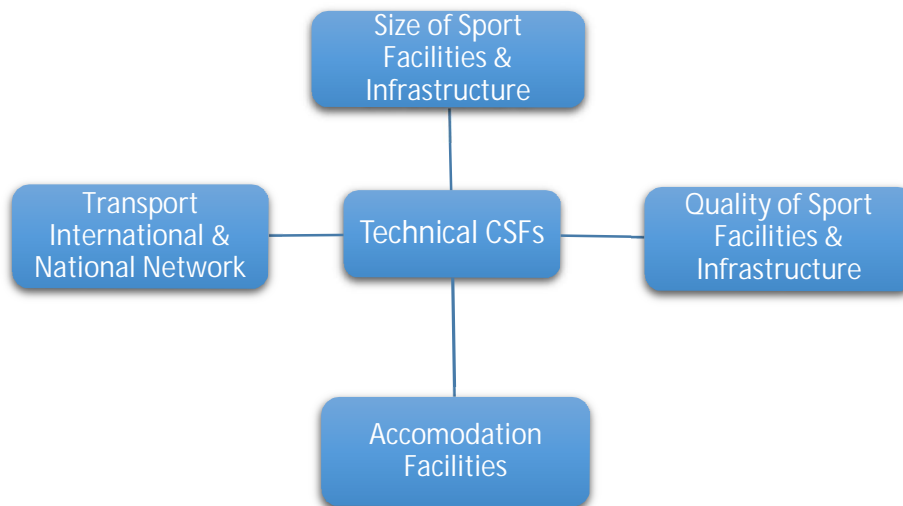 Size of Sport
Facilities &
Infrastructure
Transport
International &
National Network
Technical CSFs
Quality of Sport
Facilities &
Infrastructure
Accomodation
Facilities